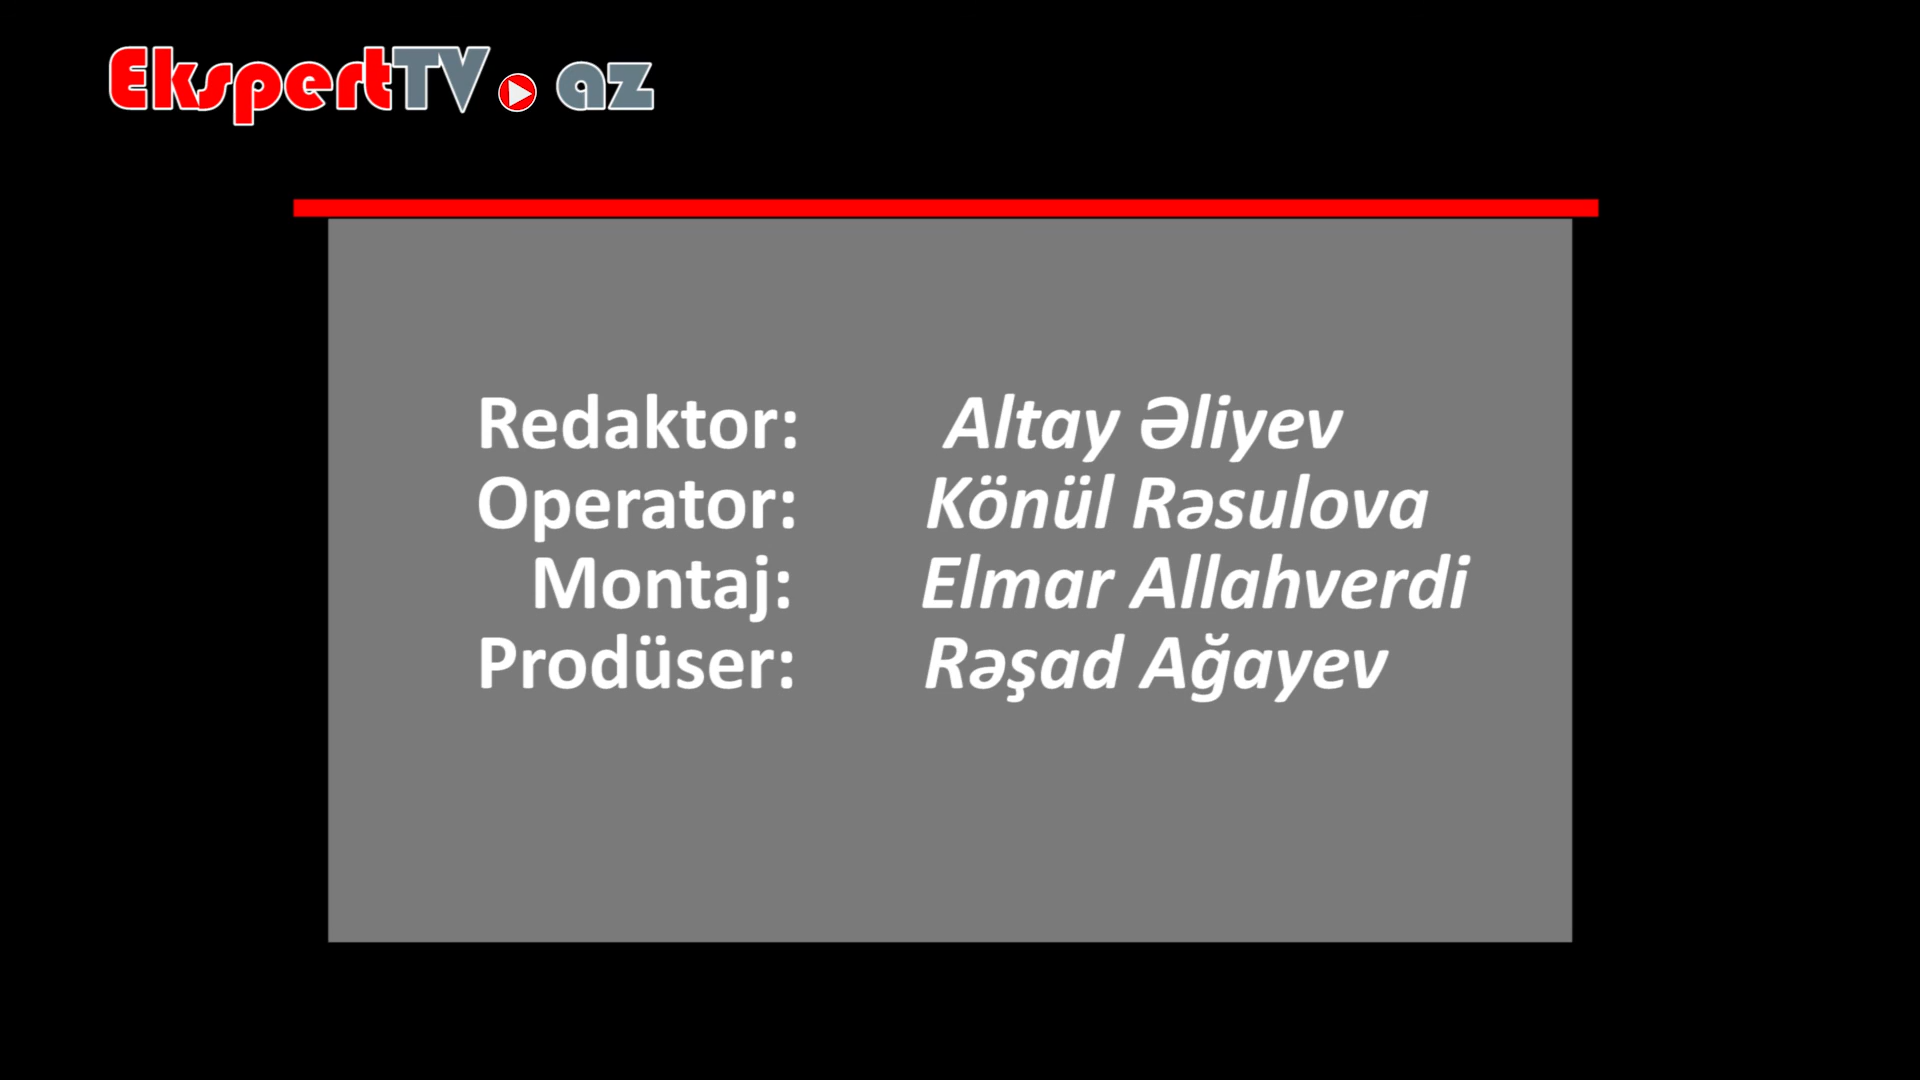 EkspertTV.az
Redaktor: Altay Əliyev
Operator: Könül Rəsulova
Montaj: Elmar Allahverdi
Prodüser: Rəşad Ağayev